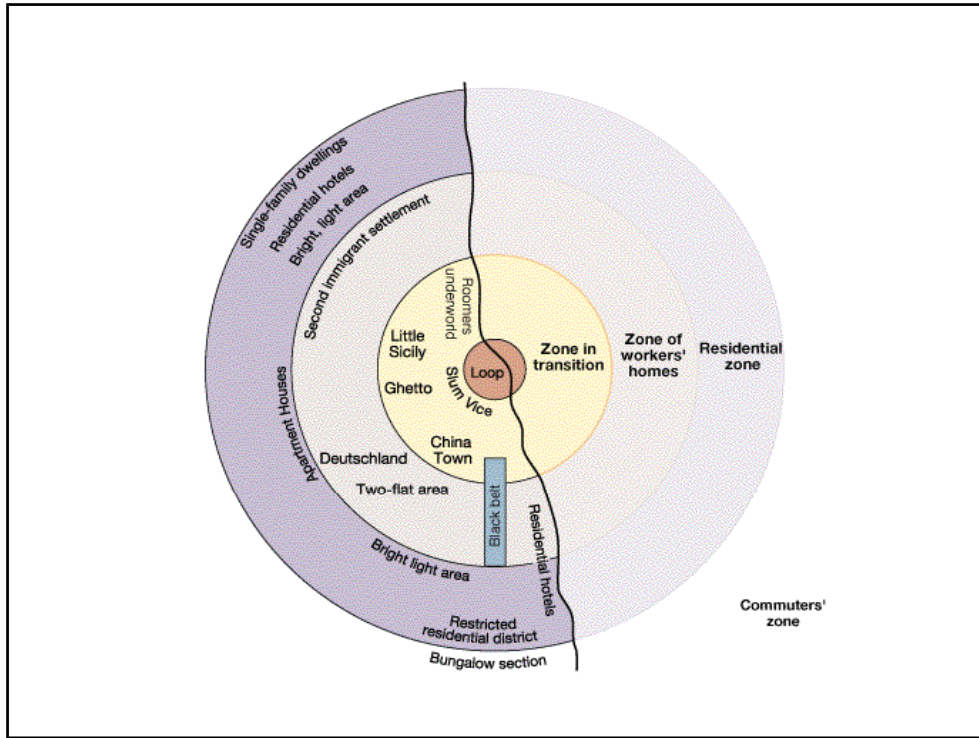 Single-family dwellings
Residential hotels
Bright, light area
Second immigrant settlement
Roomers
underworld
Little
Sicily
Loop
Zone in
transition
Zone of
workers'
homes
Residential
zone
Ghetto
Slum Vice
Apartment Houses
China
Town
Deutschland
Two-flat area
Black belt
Residential hotels
Bright light area
Restricted
residential district
Bungalow section
Commuters'
zone